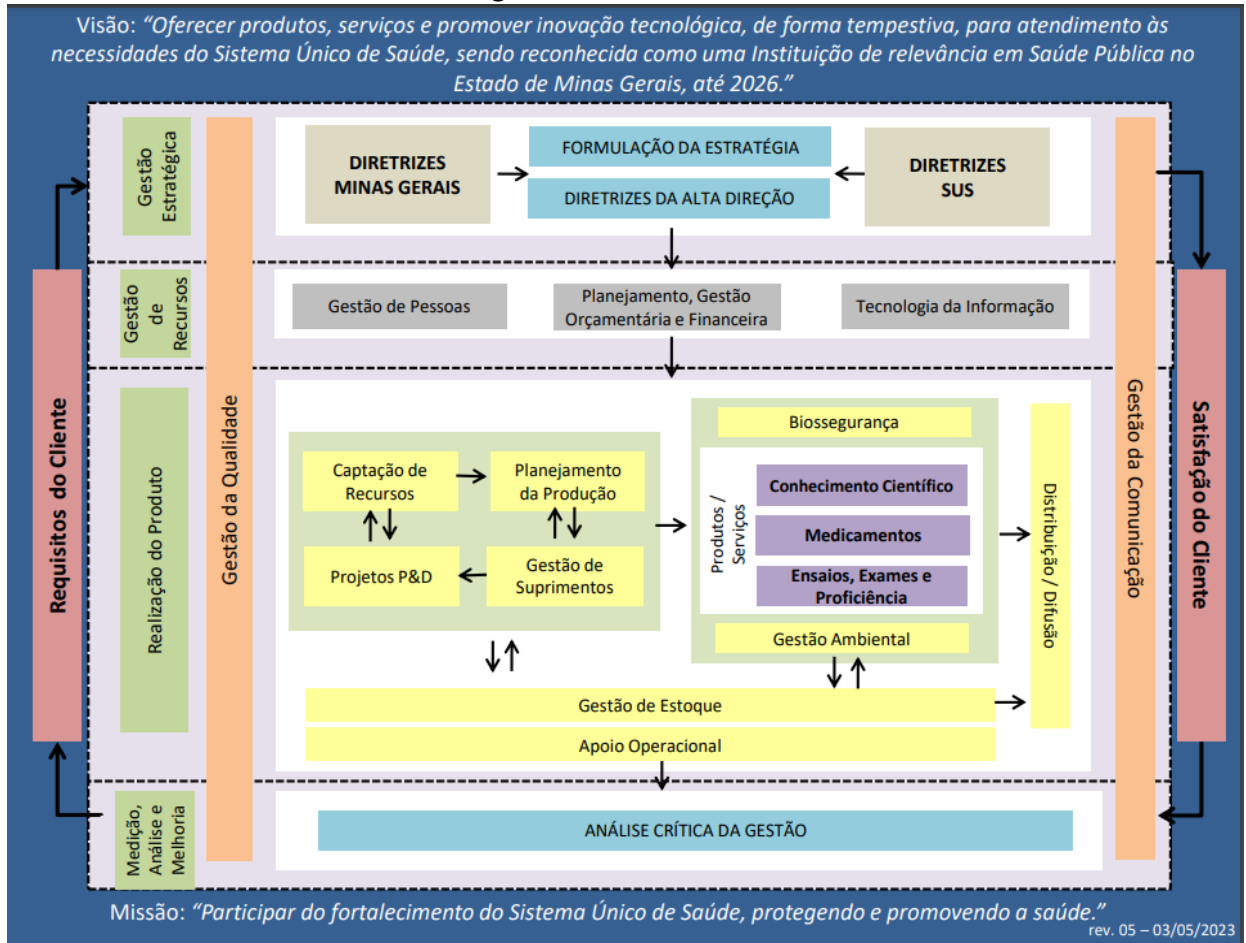 Visão: “Oferecer produtos, serviços e promover inovação tecnológica, de forma tempestiva, para atendimento às
necessidades do Sistema Único de Saúde, sendo reconhecida como uma Instituição de relevância em Saúde Pública no
Estado de Minas Gerais, até 2026.”
Requisitos do Cliente
Gestão
Estratégica
Gestão da Qualidade
DIRETRIZES
MINAS GERAIS
FORMULAÇÃO DA ESTRATÉGIA
DIRETRIZES DA ALTA DIREÇÃO
DIRETRIZES
SUS
Gestão da Comunicação
Satisfação do Cliente
Gestão
de
Recursos
Gestão de Pessoas
Planejamento, Gestão
Orçamentária e Financeira
Tecnologia da Informação
Realização do Produto
Captação de
Recursos
Planejamento
da Produção
Projetos P&D
Gestão de
Suprimentos
Biossegurança
Produtos /
Serviços
Conhecimento Científico
Medicamentos
Ensaios, Exames e
Proficiência
Gestão Ambiental
Distribuição / Difusão
Gestão de Estoque
Apoio Operacional
Medição,
Análise e
Melhoria
ANÁLISE CRÍTICA DA GESTÃO
Missão: “Participar do fortalecimento do Sistema Único de Saúde, protegendo e promovendo a saúde.”
rev. 05 – 03/05/2023